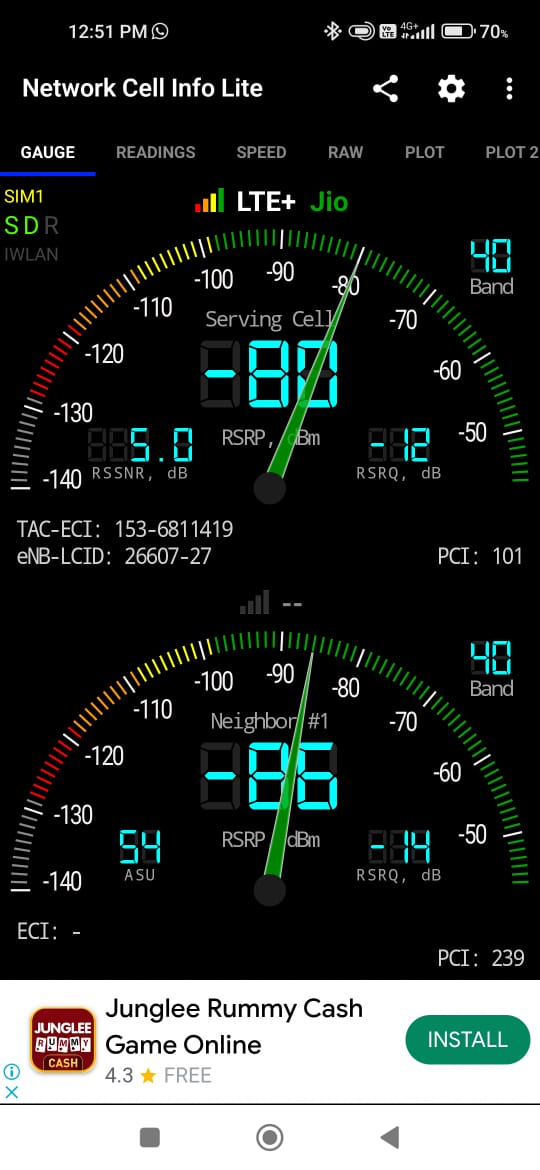 12:51 PM
Vo LTE 4G+ 70%
Network Cell Info Lite
GAUGE READINGS SPEED RAW PLOT PLOT 2
SIM1 LTE+ Jio
SDR
IWLAN
40
Band
-140 -130 -120 -110 -100 -90 -80 -70 -60 -50
Serving Cell
-80
RSRP, dBm
5.0
RSSNR, dB
-12
RSRQ, dB
TAC-ECI: 153-6811419
eNB-LCID: 26607-27 PCI: 101
--
40
Band
-140 -130 -120 -110 -100 -90 -80 -70 -60 -50
Neighbor #1
-86
RSRP, dBm
54
ASU
-14
RSRQ, dB
ECI: -
PCI: 239
JUNGLEE
RUMMY
CASH
Junglee Rummy Cash
Game Online
4.3 ★ FREE
INSTALL